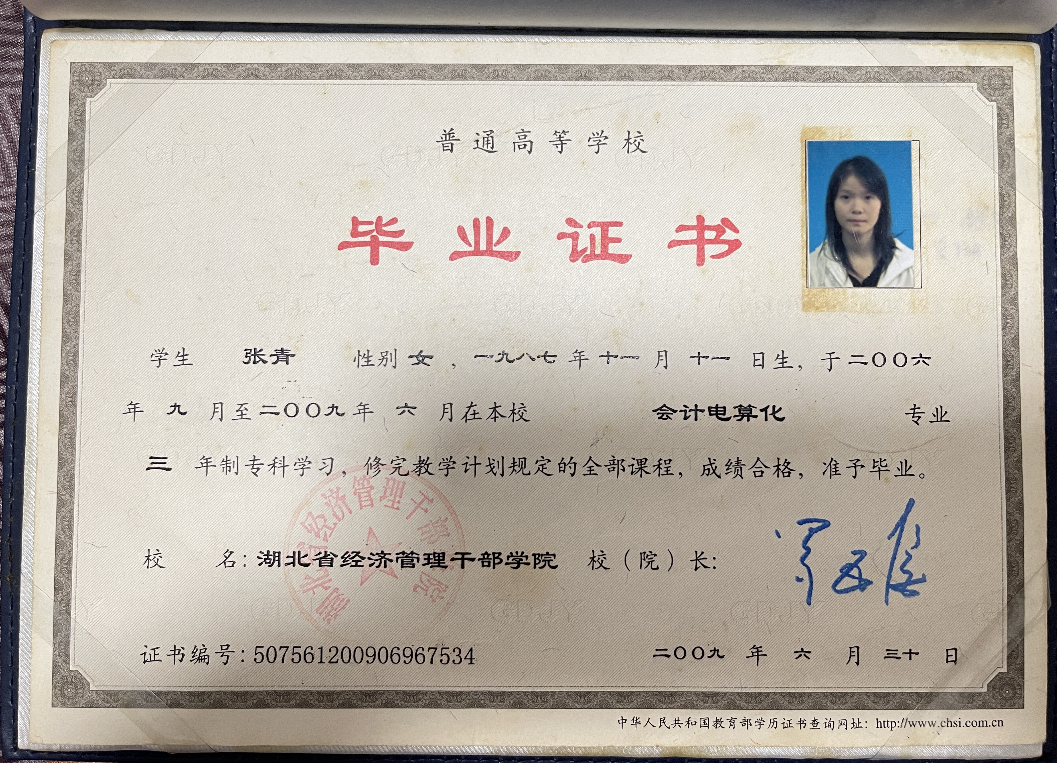 普通高等学校
毕业证书
学生 张青 性别 女 ，一九八七 年 十一 月 十一 日生，于 二〇〇六
年 九 月至 二〇〇九 年 六 月在本校 会计电算化 专业
三 年制专科学习，修完教学计划规定的全部课程，成绩合格，准予毕业。
校 名：湖北省经济管理干部学院 校（院）长：
证书编号：507561200906967534 二〇〇九 年 六 月 三十 日
中华人民共和国教育部学历证书查询网址：http://www.chsi.com.cn